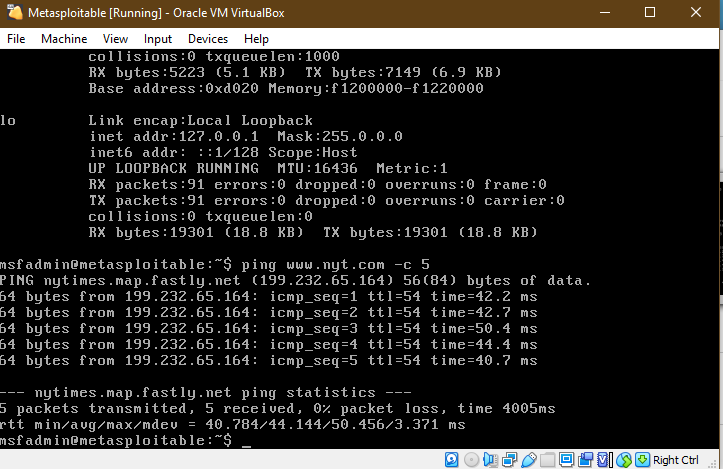 Metasploitable [Running] - Oracle VM VirtualBox
File Machine View Input Devices Help
collisions:0 txqueuelen:1000
RX bytes:5223 (5.1 KB) TX bytes:7149 (6.9 KB)
Base address:0xd020 Memory:f1200000-f1220000
lo Link encap:Local Loopback
inet addr:127.0.0.1 Mask:255.0.0.0
inet6 addr: ::1/128 Scope:Host
UP LOOPBACK RUNNING MTU:16436 Metric:1
RX packets:91 errors:0 dropped:0 overruns:0 frame:0
TX packets:91 errors:0 dropped:0 overruns:0 carrier:0
collisions:0 txqueuelen:0
RX bytes:19301 (18.8 KB) TX bytes:19301 (18.8 KB)
msfadmin@metasploitable:~$ ping www.nyt.com -c 5
PING nytimes.map.fastly.net (199.232.65.164) 56(84) bytes of data.
64 bytes from 199.232.65.164: icmp_seq=1 ttl=54 time=42.2 ms
64 bytes from 199.232.65.164: icmp_seq=2 ttl=54 time=42.7 ms
64 bytes from 199.232.65.164: icmp_seq=3 ttl=54 time=50.4 ms
64 bytes from 199.232.65.164: icmp_seq=4 ttl=54 time=44.4 ms
64 bytes from 199.232.65.164: icmp_seq=5 ttl=54 time=40.7 ms
--- nytimes.map.fastly.net ping statistics ---
5 packets transmitted, 5 received, 0% packet loss, time 4005ms
rtt min/avg/max/mdev = 40.784/44.144/50.456/3.371 ms
msfadmin@metasploitable:~$ _
Right Ctrl